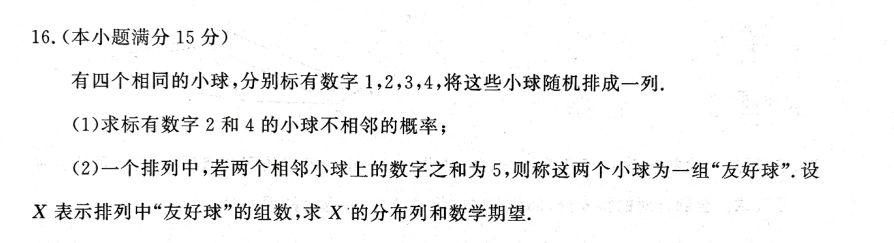 16.(本小题满分 15 分)
有四个相同的小球,分别标有数字 1,2,3,4,将这些小球随机排成一列.
(1)求标有数字 2 和 4 的小球不相邻的概率;
(2)一个排列中,若两个相邻小球上的数字之和为 5,则称这两个小球为一组“友好球”. 设
X 表示排列中“友好球”的组数,求 X 的分布列和数学期望.